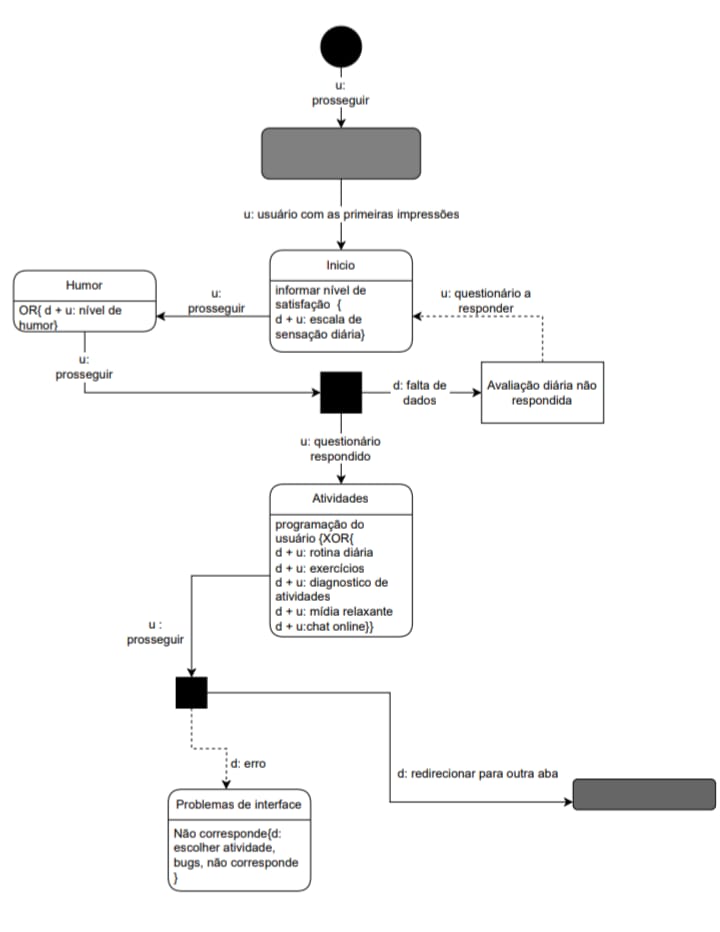 u:
prosseguir
u: usuário com as primeiras impressões
Inicio
informar nível de
satisfação {
d + u: escala de
sensação diária}
u: questionário a
responder
u:
prosseguir
Humor
OR{ d + u: nível de
humor}
u:
prosseguir
d: falta de
dados
Avaliação diária não
respondida
u: questionário
respondido
Atividades
programação do
usuário {XOR{
d + u: rotina diária
d + u: exercícios
d + u: diagnostico de
atividades
d + u: mídia relaxante
d + u:chat online}}
u :
prosseguir
d: erro
d: redirecionar para outra aba
Problemas de interface
Não corresponde{d:
escolher atividade,
bugs, não corresponde
}